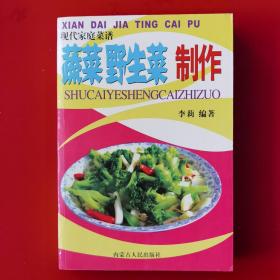 XIAN DAI JIA TING CAI PU
现代家庭菜谱
蔬菜野生菜制作
SHUCAIYESHENGCAIZHIZUO
李莉 编著
内蒙古人民出版社